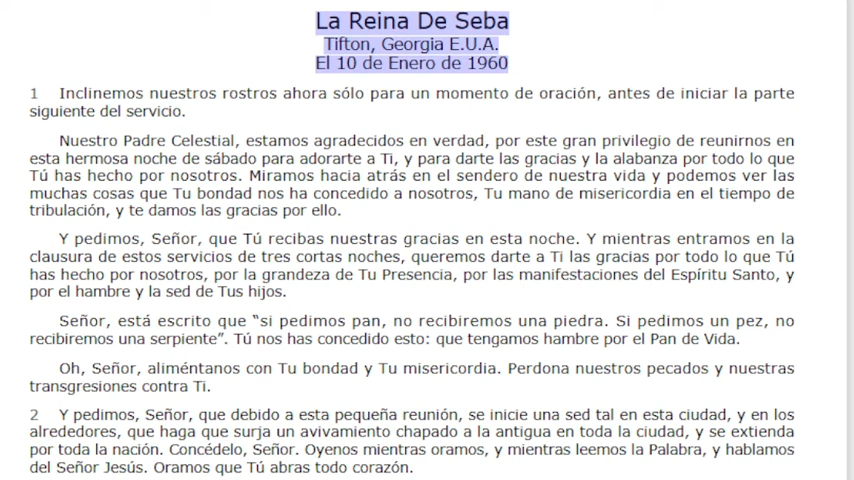 La Reina De Seba
Tifton, Georgia E.U.A.
El 10 de Enero de 1960
1 Inclinemos nuestros rostros ahora sólo para un momento de oración, antes de iniciar la parte
siguiente del servicio.
Nuestro Padre Celestial, estamos agradecidos en verdad, por este gran privilegio de reunirnos en
esta hermosa noche de sábado para adorarte a Ti, y para darte las gracias y la alabanza por todo lo que
Tú has hecho por nosotros. Miramos hacia atrás en el sendero de nuestra vida y podemos ver las
muchas cosas que Tu bondad nos ha concedido a nosotros, Tu mano de misericordia en el tiempo de
tribulación, y te damos las gracias por ello.
Y pedimos, Señor, que Tú recibas nuestras gracias en esta noche. Y mientras entramos en la
clausura de estos servicios de tres cortas noches, queremos darte a Ti las gracias por todo lo que Tú
has hecho por nosotros, por la grandeza de Tu Presencia, por las manifestaciones del Espíritu Santo, y
por el hambre y la sed de Tus hijos.
Señor, está escrito que “si pedimos pan, no recibiremos una piedra. Si pedimos un pez, no
recibiremos una serpiente”. Tú nos has concedido esto: que tengamos hambre por el Pan de Vida.
Oh, Señor, aliméntanos con Tu bondad y Tu misericordia. Perdona nuestros pecados y nuestras
transgresiones contra Ti.
2 Y pedimos, Señor, que debido a esta pequeña reunión, se inicie una sed tal en esta ciudad, y en los
alrededores, que haga que surja un avivamiento chapado a la antigua en toda la ciudad, y se extienda
por toda la nación. Concédelo, Señor. Oyenos mientras oramos, y mientras leemos la Palabra, y hablamos
del Señor Jesús. Oramos que Tú abras todo corazón.